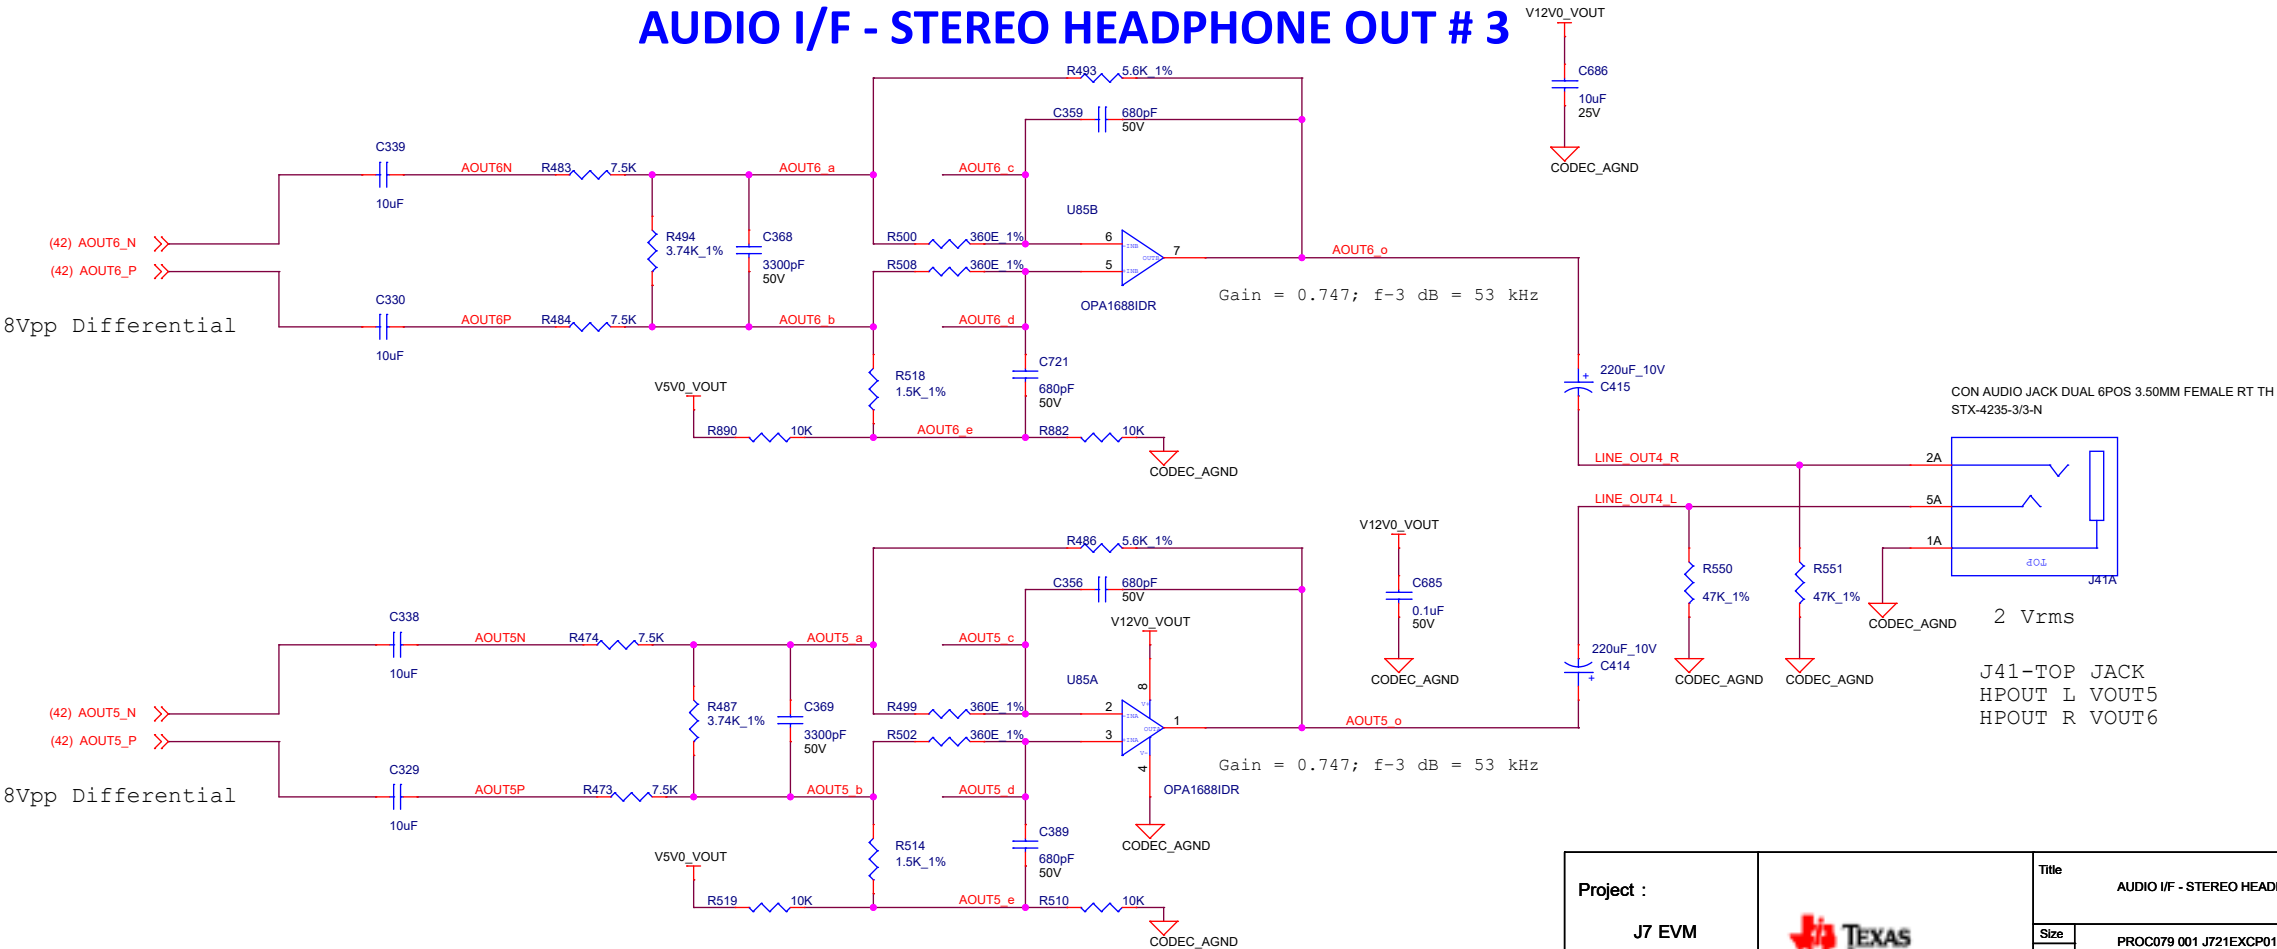 AUDIO I/F - STEREO HEADPHONE OUT # 3
V12V0_VOUT
C686
10uF
25V
CODEC_AGND
R493
5.6K_1%
C359
680pF
50V
C339
10uF
AOUT6N
R483
7.5K
AOUT6_a
AOUT6_c
U85B
(42) AOUT6_N
(42) AOUT6_P
R494
3.74K_1%
C368
3300pF
50V
R500
360E_1%
R508
360E_1%
6
5
7
-INB
+INB
OUTB
OPA1688IDR
AOUT6_o
Gain = 0.747; f-3 dB = 53 kHz
8Vpp Differential
C330
10uF
AOUT6P
R484
7.5K
AOUT6_b
AOUT6_d
V5V0_VOUT
R518
1.5K_1%
C721
680pF
50V
R890
10K
AOUT6_e
R882
10K
CODEC_AGND
220uF_10V
C415
CON AUDIO JACK DUAL 6POS 3.50MM FEMALE RT TH
STX-4235-3/3-N
LINE_OUT4_R
2A
LINE_OUT4_L
5A
1A
TOP
J41A
R550
47K_1%
R551
47K_1%
CODEC_AGND
CODEC_AGND
CODEC_AGND
2 Vrms
J41-TOP JACK
HPOUT L VOUT5
HPOUT R VOUT6
V12V0_VOUT
C685
0.1uF
50V
CODEC_AGND
220uF_10V
C414
R486
5.6K_1%
C356
680pF
50V
V12V0_VOUT
C338
10uF
AOUT5N
R474
7.5K
AOUT5_a
AOUT5_c
U85A
(42) AOUT5_N
(42) AOUT5_P
R487
3.74K_1%
C369
3300pF
50V
R499
360E_1%
R502
360E_1%
2
3
8
4
1
-INA
+INA
V+
V-
OUTA
OPA1688IDR
CODEC_AGND
AOUT5_o
Gain = 0.747; f-3 dB = 53 kHz
8Vpp Differential
C329
10uF
AOUT5P
R473
7.5K
AOUT5_b
AOUT5_d
V5V0_VOUT
R514
1.5K_1%
C389
680pF
50V
R519
10K
AOUT5_e
R510
10K
CODEC_AGND
Project :
J7 EVM
TEXAS
Title
AUDIO I/F - STEREO HEAD
Size
PROC079 001 J721EXCP01